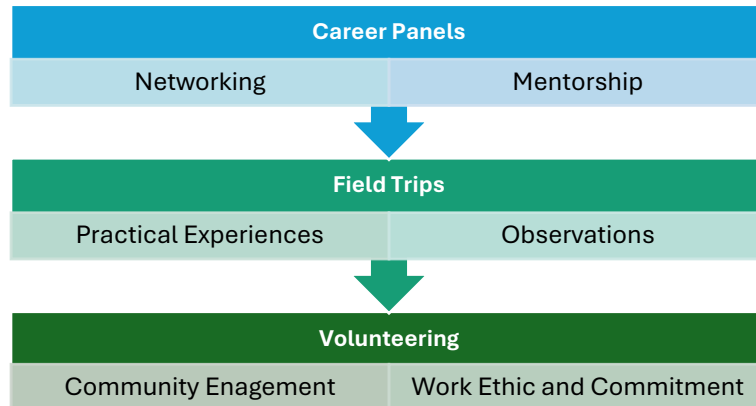 Career Panels
Networking
Mentorship
Field Trips
Practical Experiences
Observations
Volunteering
Community Enagement
Work Ethic and Commitment